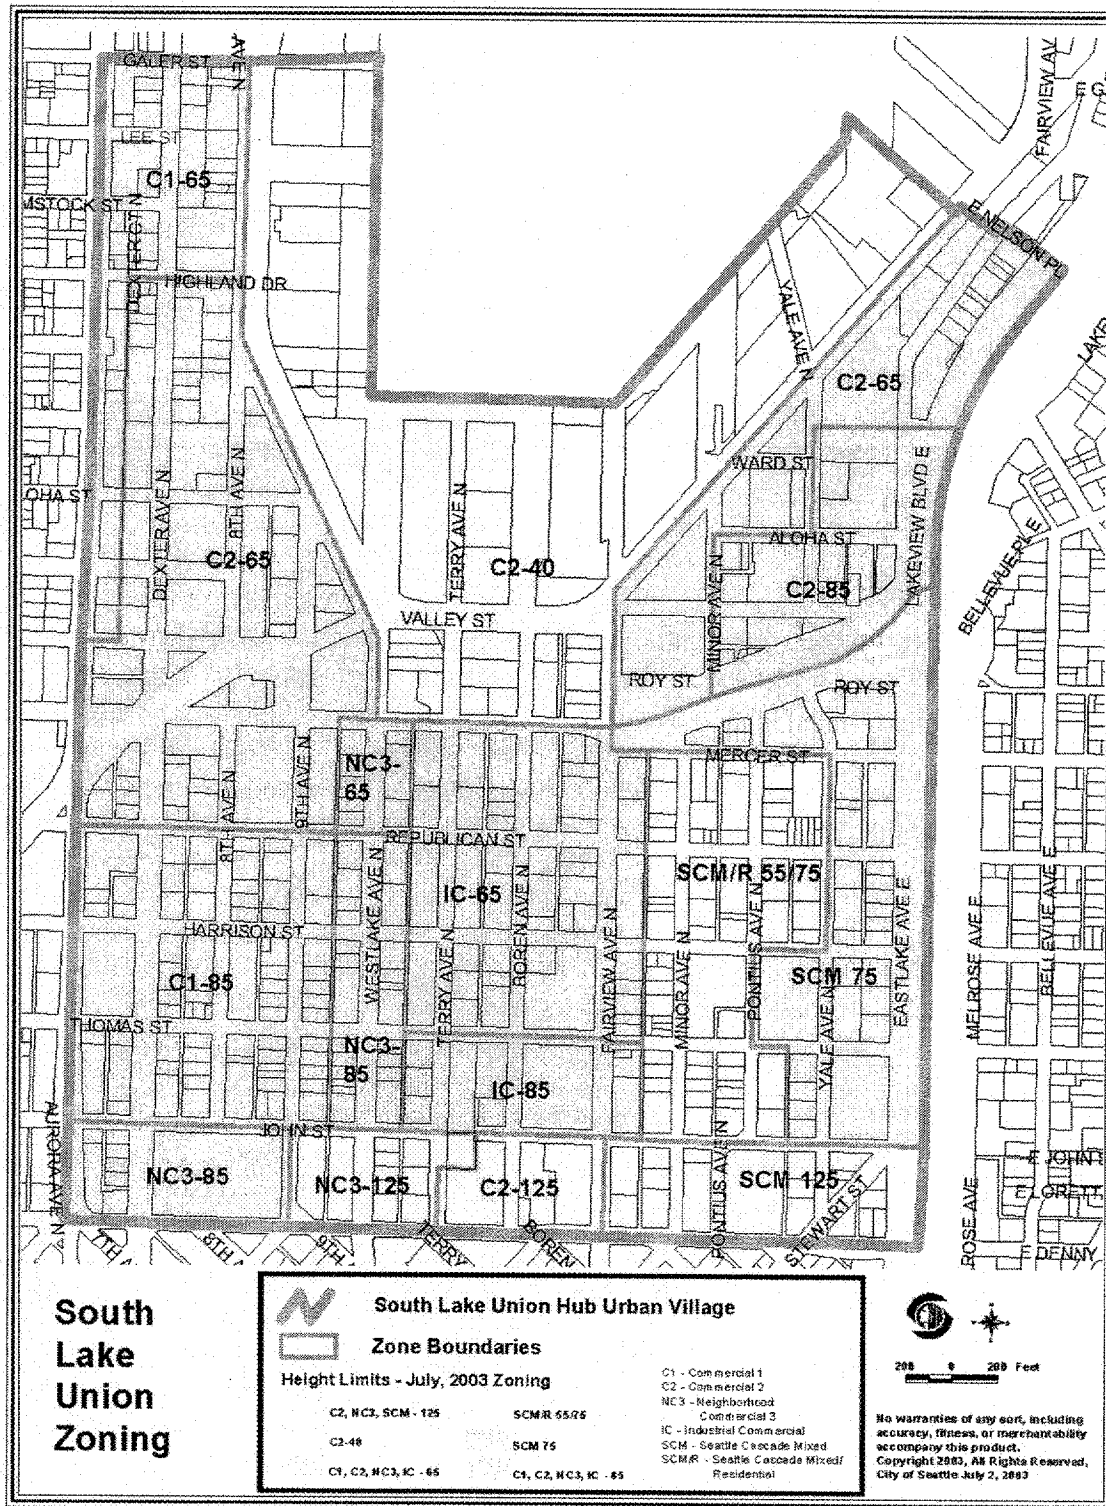 GALER ST
AVE N
FAIRVIEW AV
LEE ST
C1-65
MSTOCK ST
DEXTER CT N
E NELSON PL
HIGHLAND DR
YALE AVE N
LAKE
C2-65
WARD ST
LAKEVIEW BLVD E
OHA ST
DEXTER AVE N
8TH AVE N
TERRY AVE N
C2-65
C2-40
ALOHA ST
C2-85
MINOR AVE N
BELLEVUE PL E
VALLEY ST
ROY ST
ROY ST
MERCER ST
NC3-
65
8TH AVE N
9TH AVE N
REPUBLICAN ST
SCM/R 55/75
IC-65
WESTLAKE AVE N
BOREN AVE N
HARRISON ST
TERRY AVE N
FAIRVIEW AVE N
MINOR AVE N
PONTIUS AVE N
EASTLAKE AVE E
MELROSE AVE E
BELLEVUE AVE E
C1-85
SCM 75
YALE AVE N
THOMAS ST
NC3-
85
IC-85
AURORA AVE N
JOHN ST
NC3-85
NC3-125
C2-125
SCM 125
PONTIUS AVE N
STEWART ST
ROSE AVE
E JOHN
E LORETT
E DENNY
7TH A
8TH
9TH
TERRY
BOREN
South
Lake
Union
Zoning
South Lake Union Hub Urban Village
Zone Boundaries
Height Limits - July, 2003 Zoning
C2, NC3, SCM - 125
SCM/R 55/75
C2-40
SCM 75
C1, C2, NC3, IC - 65
C1, C2, NC3, IC - 85
C1 - Commercial 1
C2 - Commercial 2
NC3 - Neighborhood
Commercial 3
IC - Industrial Commercial
SCM - Seattle Cascade Mixed
SCM/R - Seattle Cascade Mixed/
Residential
200 0 200 Feet
No warranties of any sort, including
accuracy, fitness, or merchantability
accompany this product.
Copyright 2003, All Rights Reserved,
City of Seattle July 2, 2003